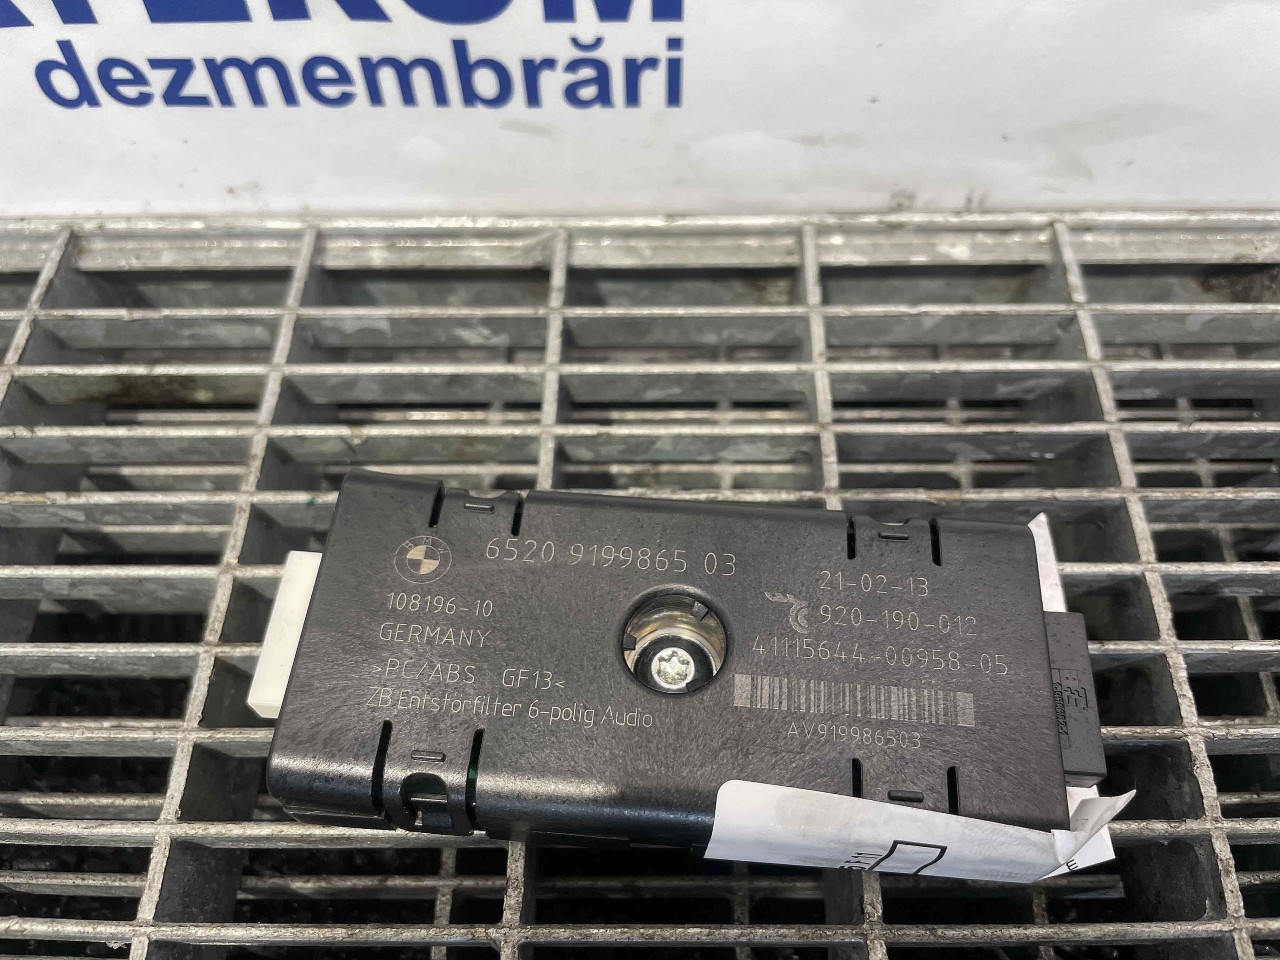 dezmembrări
BMW
6520 9199865 03
21-02-13
108196-10
920-190-012
GERMANY
41115644-00958-05
>PC/ABS GF13<
ZB Entstörfilter 6-polig Audio
AV919986503